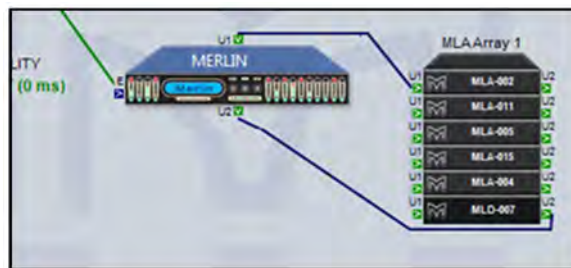 U1
MLA Array 1
LITY
MERLIN
(0 ms)
E
Merlin
U2
U1 MLA-002 U2
U1 MLA-011 U2
U1 MLA-005 U2
U1 MLA-015 U2
U1 MLA-004 U2
U1 MLD-007 U2